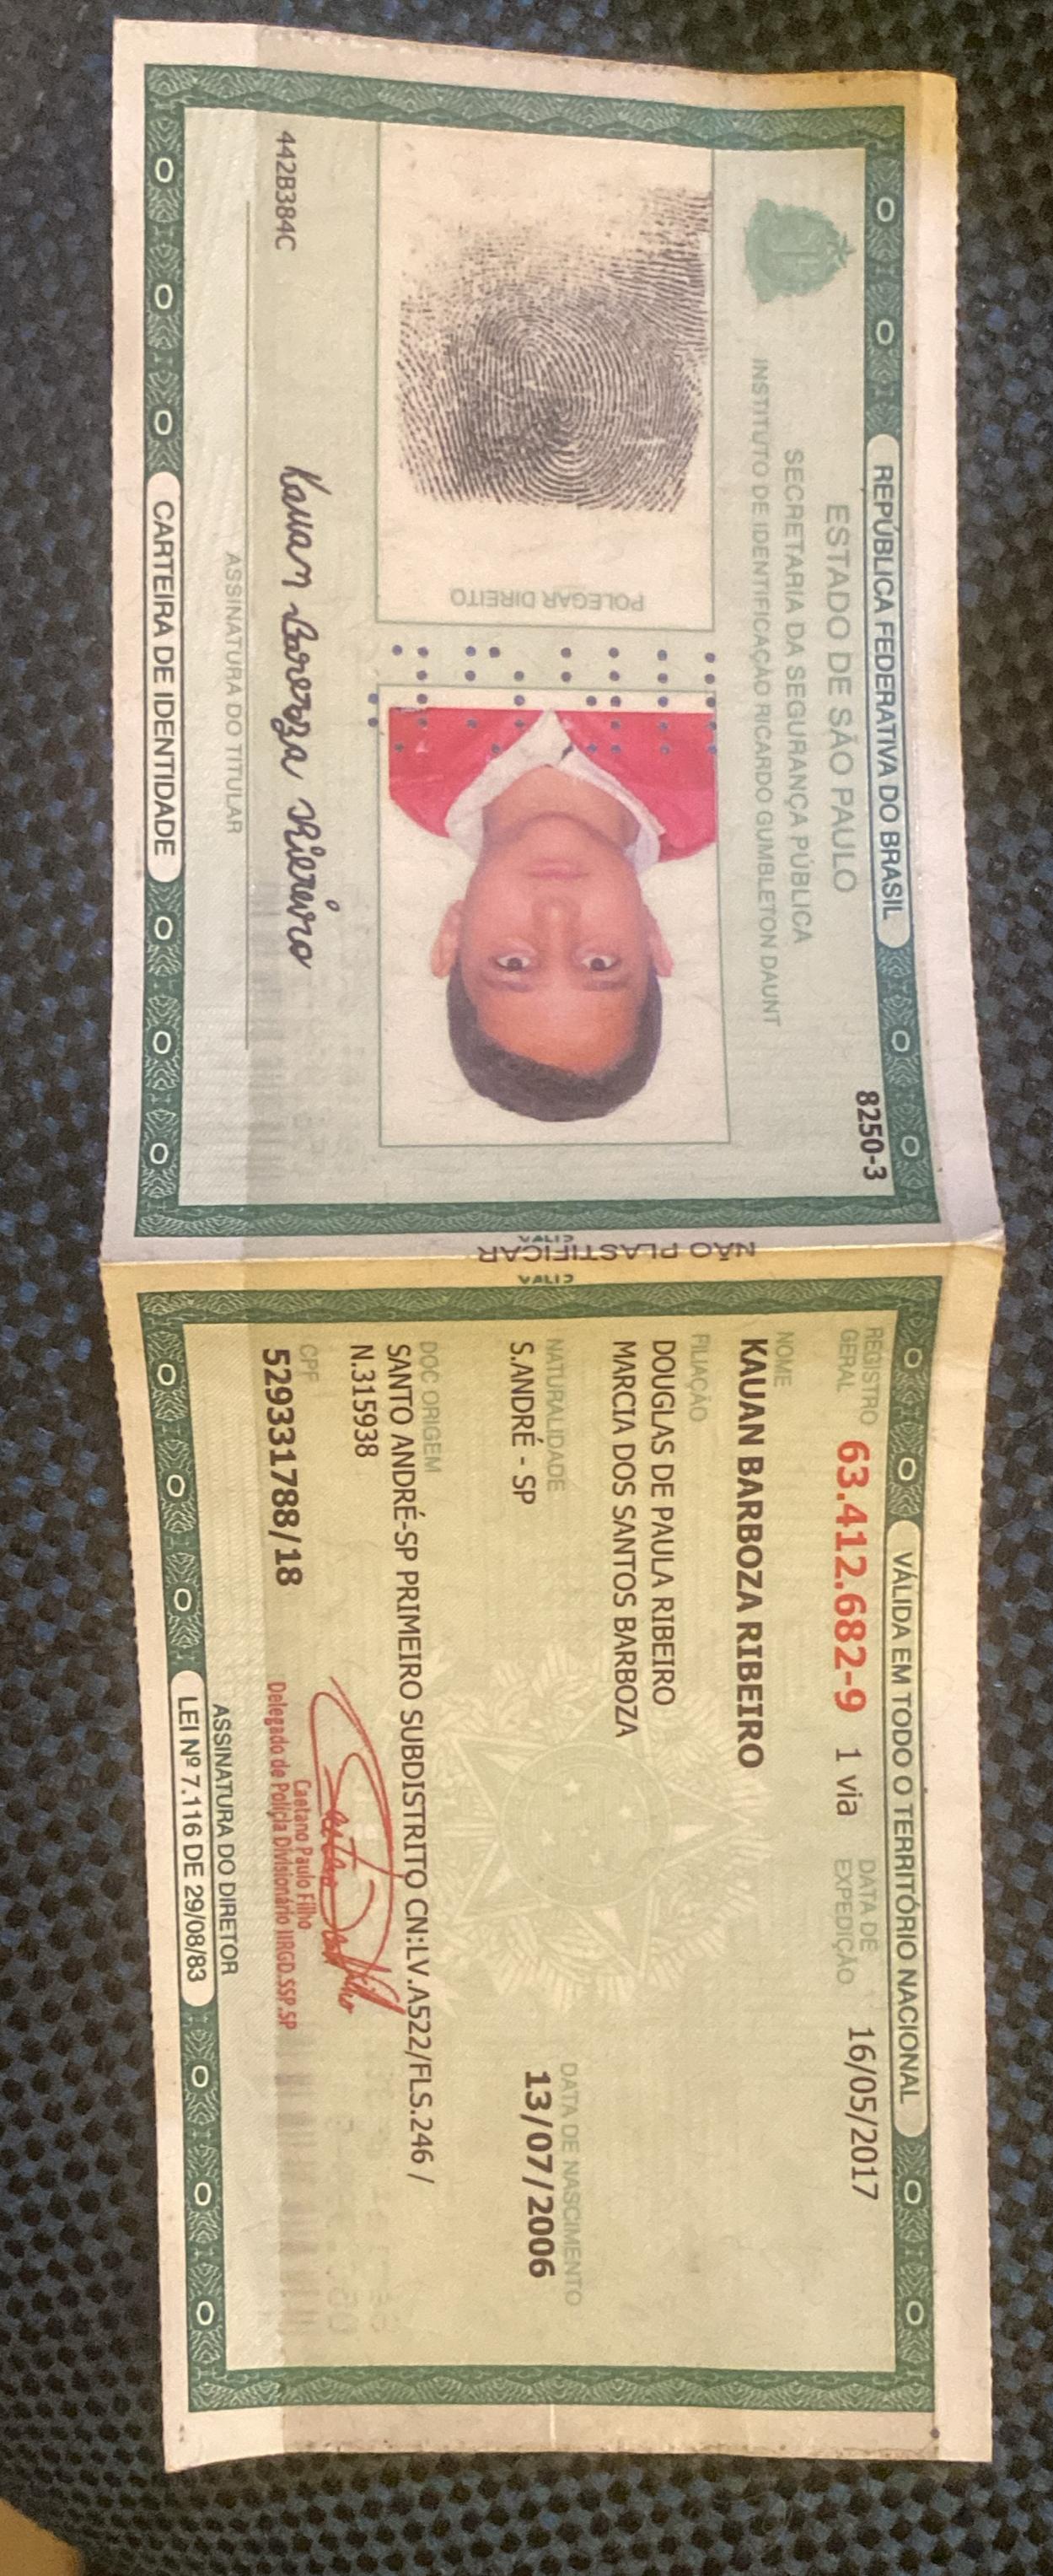 REPÚBLICA FEDERATIVA DO BRASIL
8250-3
ESTADO DE SÃO PAULO
SECRETARIA DA SEGURANÇA PÚBLICA
INSTITUTO DE IDENTIFICAÇÃO RICARDO GUMBLETON DAUNT
POLEGAR DIREITO
Kauan Barboza Ribeiro
442B384C
ASSINATURA DO TITULAR
CARTEIRA DE IDENTIDADE
NÃO PLASTIFICAR
VÁLIDA EM TODO O TERRITÓRIO NACIONAL
REGISTRO GERAL 63.412.682-9 1 via DATA DE EXPEDIÇÃO 16/05/2017
NOME
KAUAN BARBOZA RIBEIRO
FILIAÇÃO
DOUGLAS DE PAULA RIBEIRO
MARCIA DOS SANTOS BARBOZA
NATURALIDADE
S.ANDRÉ - SP
DATA DE NASCIMENTO
13/07/2006
DOC ORIGEM
SANTO ANDRÉ-SP PRIMEIRO SUBDISTRITO CN:LV.A522/FLS.246 /
N.315938
CPF
529331788/18
Caetano Paulo Filho
Delegado de Polícia Divisionário IIRGD.SSP.SP
ASSINATURA DO DIRETOR
LEI Nº 7.116 DE 29/08/83